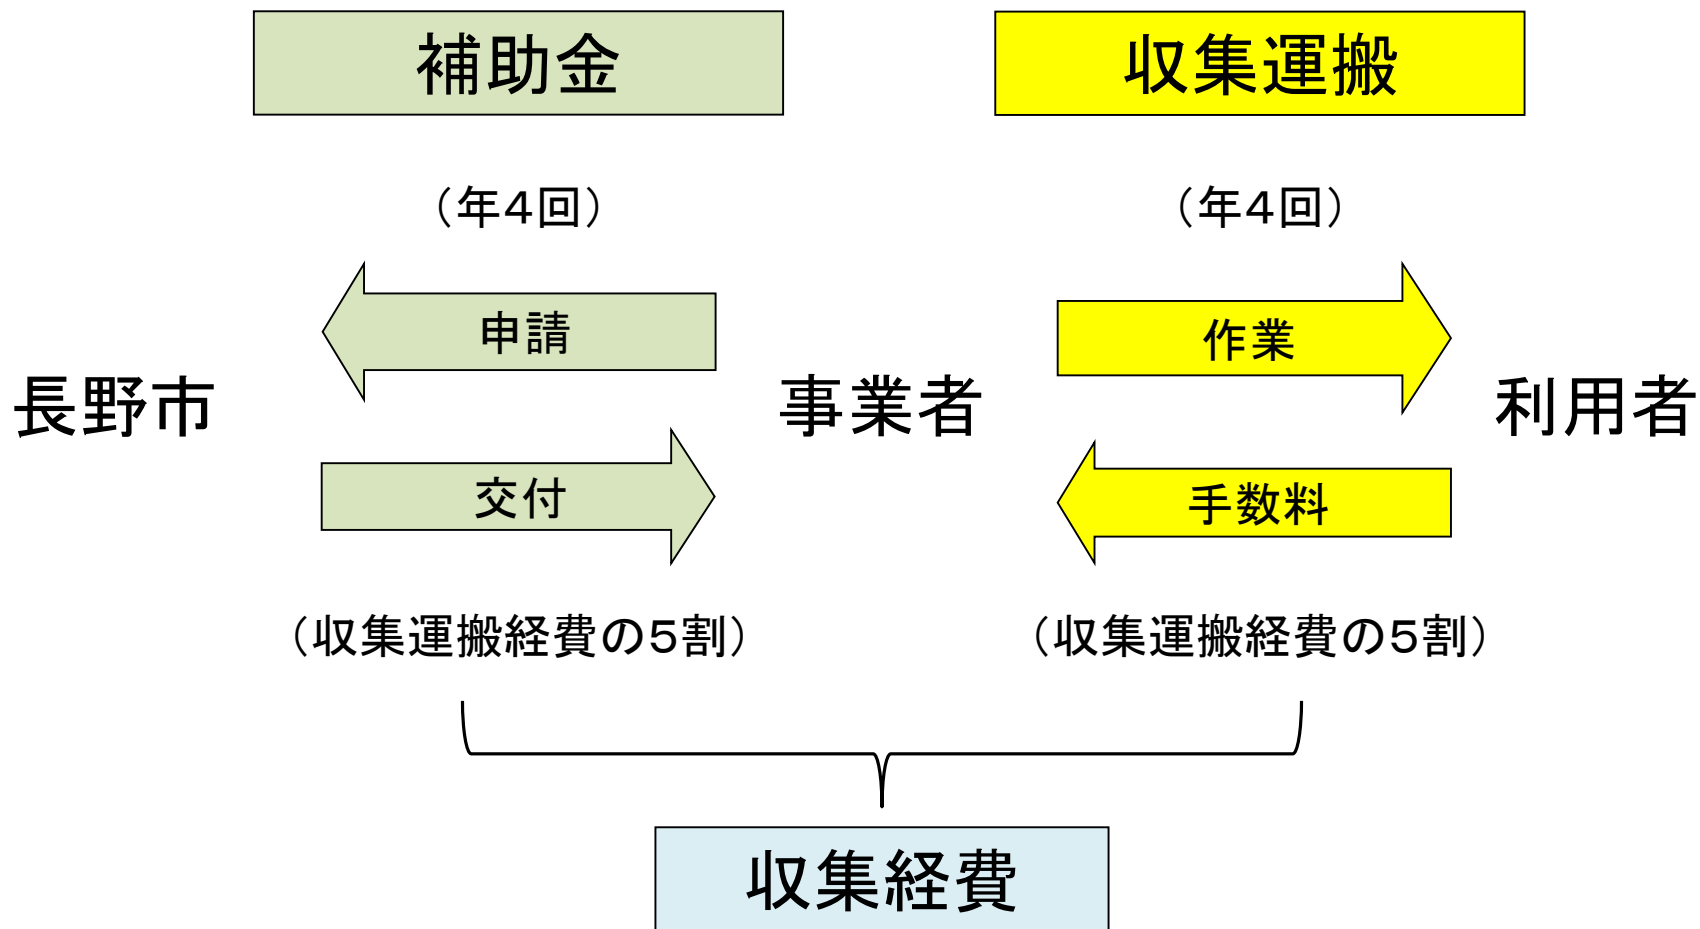 補助金
収集運搬
（年4回）
（年4回）
申請
作業
長野市
事業者
利用者
交付
手数料
（収集運搬経費の5割）
（収集運搬経費の5割）
収集経費